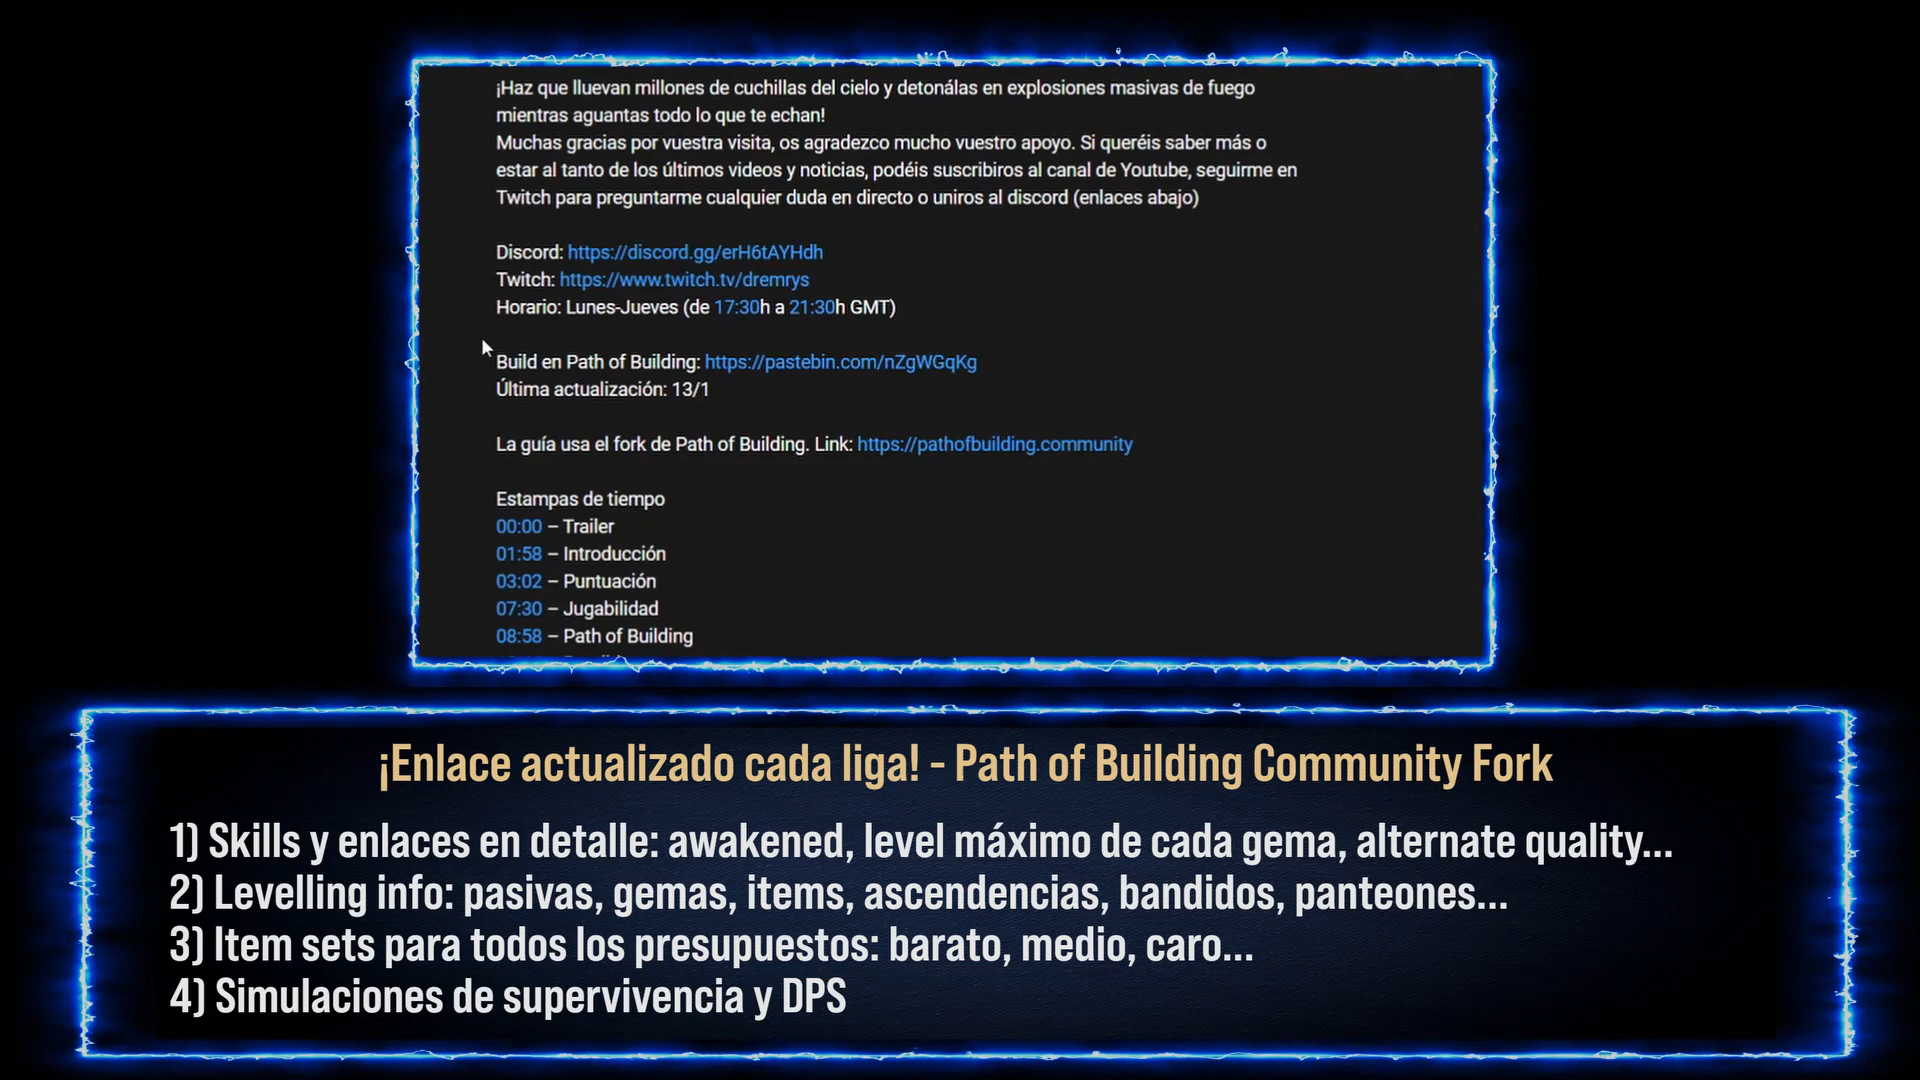 ¡Haz que lluevan millones de cuchillas del cielo y detonálas en explosiones masivas de fuego
mientras aguantas todo lo que te echan!
Muchas gracias por vuestra visita, os agradezco mucho vuestro apoyo. Si queréis saber más o
estar al tanto de los últimos videos y noticias, podéis suscribiros al canal de Youtube, seguirme en
Twitch para preguntarme cualquier duda en directo o uniros al discord (enlaces abajo)
Discord: https://discord.gg/erH6tAYHdh
Twitch: https://www.twitch.tv/dremrys
Horario: Lunes-Jueves (de 17:30h a 21:30h GMT)
Build en Path of Building: https://pastebin.com/nZgWGqKg
Última actualización: 13/1
La guía usa el fork de Path of Building. Link: https://pathofbuilding.community
Estampas de tiempo
00:00 – Trailer
01:58 – Introducción
03:02 – Puntuación
07:30 – Jugabilidad
08:58 – Path of Building
¡Enlace actualizado cada liga! - Path of Building Community Fork
1) Skills y enlaces en detalle: awakened, level máximo de cada gema, alternate quality...
2) Levelling info: pasivas, gemas, items, ascendencias, bandidos, panteones...
3) Item sets para todos los presupuestos: barato, medio, caro...
4) Simulaciones de supervivencia y DPS